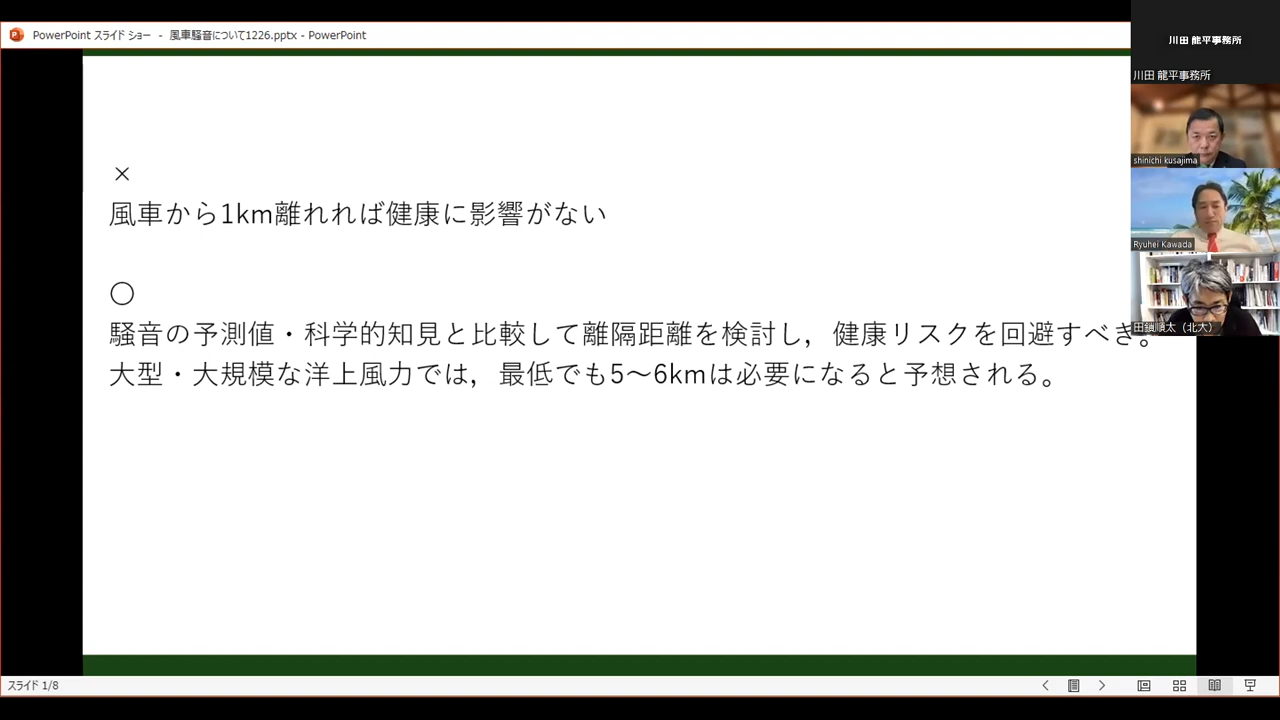 PowerPoint スライド ショー - 風車騒音について1226.pptx - PowerPoint
川田 龍平事務所
川田 龍平事務所
shinichi kusajima
Ryuhei Kawada
田鎖順太（北大）
×
風車から1km離れれば健康に影響がない
○
騒音の予測値・科学的知見と比較して離隔距離を検討し，健康リスクを回避すべき。
大型・大規模な洋上風力では，最低でも5～6kmは必要になると予想される。
スライド 1/8